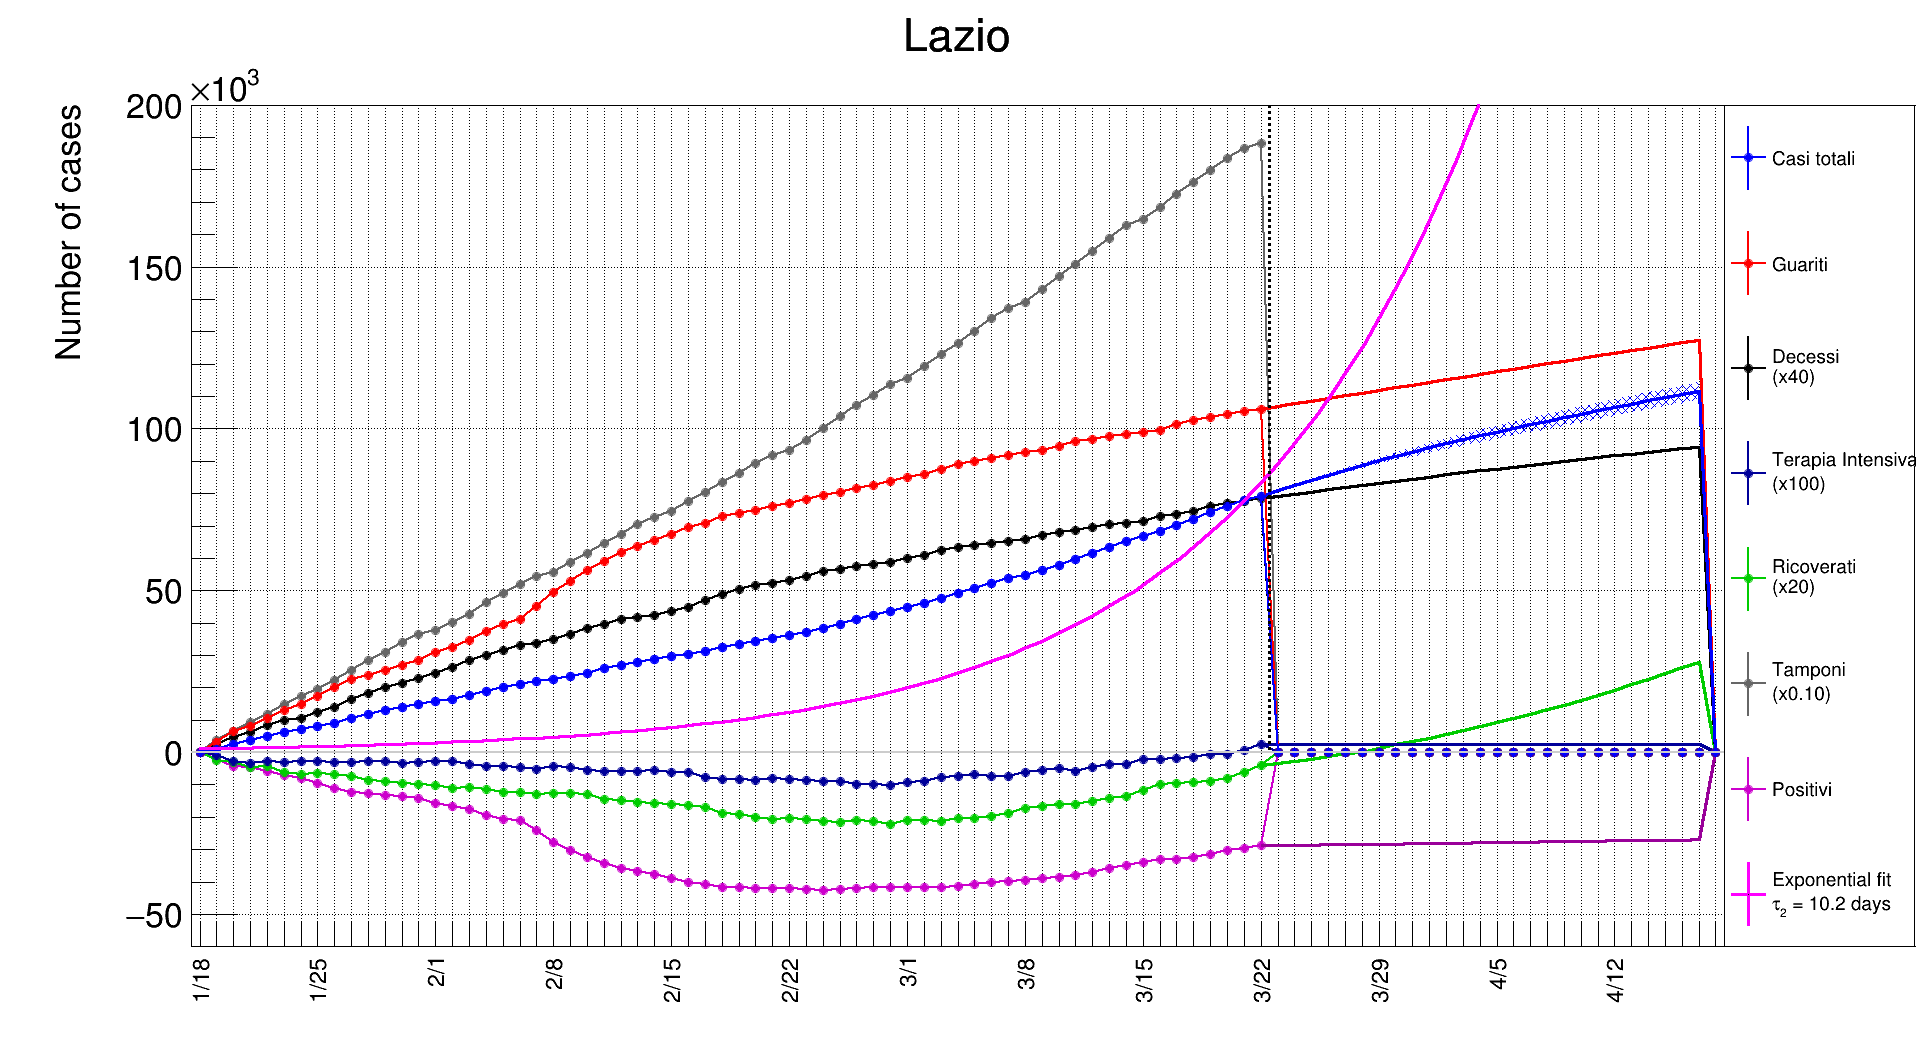 Lazio
×10³
Number of cases
200
150
100
50
0
−50
1/18
1/25
2/1
2/8
2/15
2/22
3/1
3/8
3/15
3/22
3/29
4/5
4/12
Casi totali
Guariti
Decessi
(x40)
Terapia Intensiva
(x100)
Ricoverati
(x20)
Tamponi
(x0.10)
Positivi
Exponential fit
τ₂ = 10.2 days